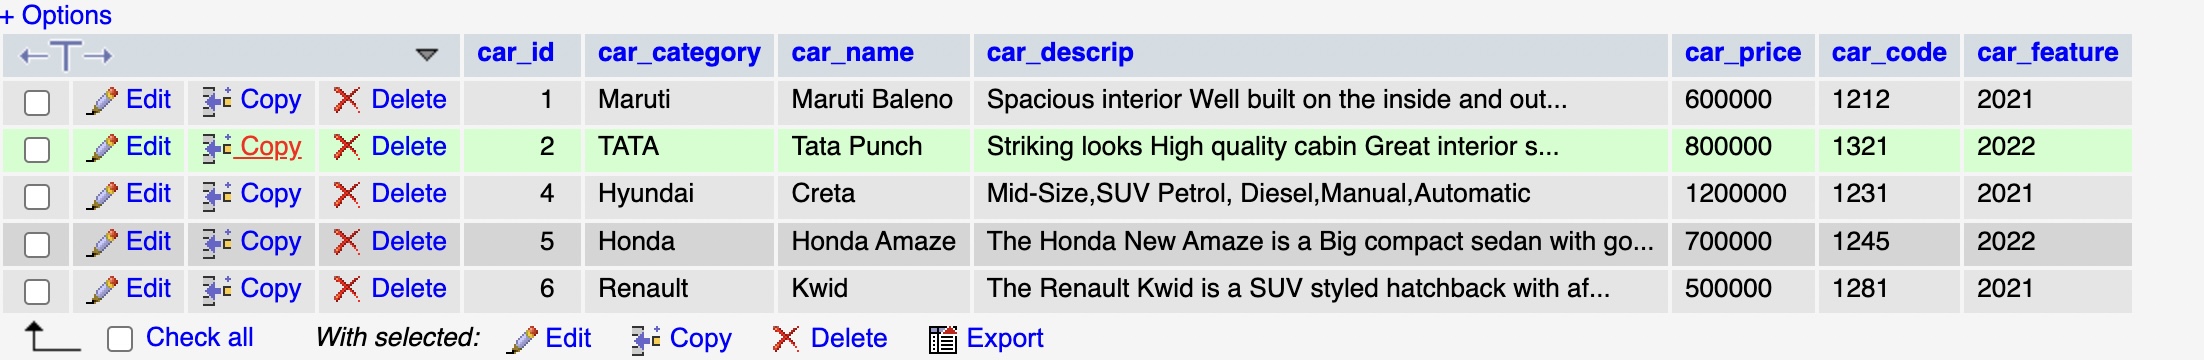 + Options
←T→ car_id car_category car_name car_descrip car_price car_code car_feature
Edit Copy Delete 1 Maruti Maruti Baleno Spacious interior Well built on the inside and out... 600000 1212 2021
Edit Copy Delete 2 TATA Tata Punch Striking looks High quality cabin Great interior s... 800000 1321 2022
Edit Copy Delete 4 Hyundai Creta Mid-Size,SUV Petrol, Diesel,Manual,Automatic 1200000 1231 2021
Edit Copy Delete 5 Honda Honda Amaze The Honda New Amaze is a Big compact sedan with go... 700000 1245 2022
Edit Copy Delete 6 Renault Kwid The Renault Kwid is a SUV styled hatchback with af... 500000 1281 2021
Check all With selected: Edit Copy Delete Export